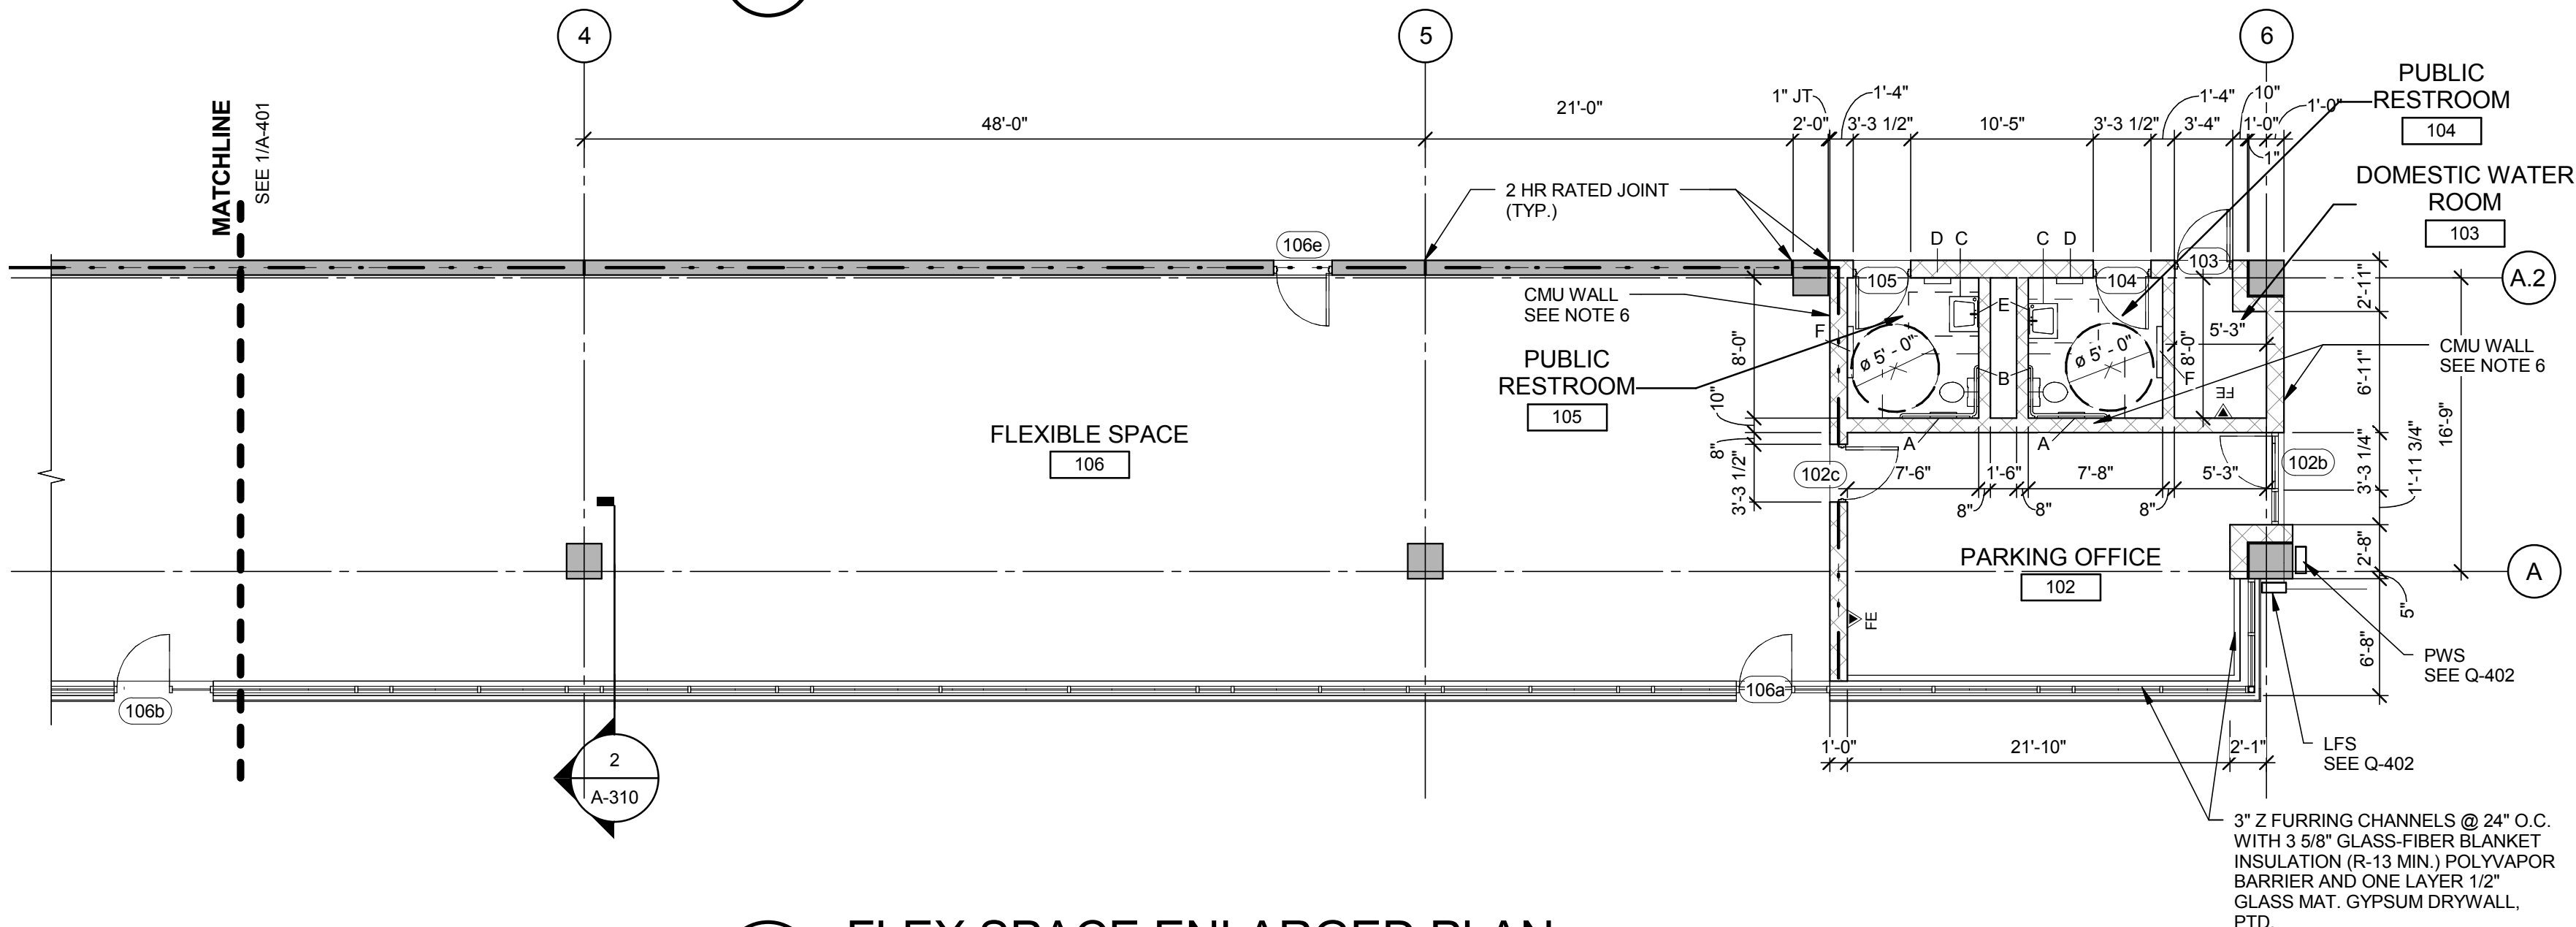 4
5
6
MATCHLINE
SEE 1/A-401
48'-0"
21'-0"
1" JT
2'-0"
1'-4"
3'-3 1/2"
10'-5"
3'-3 1/2"
1'-4"
3'-4"
10"
1'-0"
1'-0"
1"
PUBLIC
RESTROOM
104
DOMESTIC WATER
ROOM
103
2 HR RATED JOINT
(TYP.)
106e
D
C
C
D
105
104
103
A.2
CMU WALL
SEE NOTE 6
F
E
ø 5' - 0"
ø 5' - 0"
8'-0"
5'-3"
F
B
FE
2'-11"
6'-11"
CMU WALL
SEE NOTE 6
8'-0"
PUBLIC
RESTROOM
105
10"
8"
3'-3 1/2"
A
A
FLEXIBLE SPACE
106
102c
7'-6"
1'-6"
7'-8"
5'-3"
8"
8"
8"
102b
3'-3 1/4"
1'-11 3/4"
16'-9"
2'-8"
PARKING OFFICE
102
A
FE
5"
6'-8"
PWS
SEE Q-402
106b
106a
2
A-310
1'-0"
21'-10"
2'-1"
LFS
SEE Q-402
3" Z FURRING CHANNELS @ 24" O.C.
WITH 3 5/8" GLASS-FIBER BLANKET
INSULATION (R-13 MIN.) POLYVAPOR
BARRIER AND ONE LAYER 1/2"
GLASS MAT. GYPSUM DRYWALL,
PTD.
FLEX SPACE ENLARGED PLAN